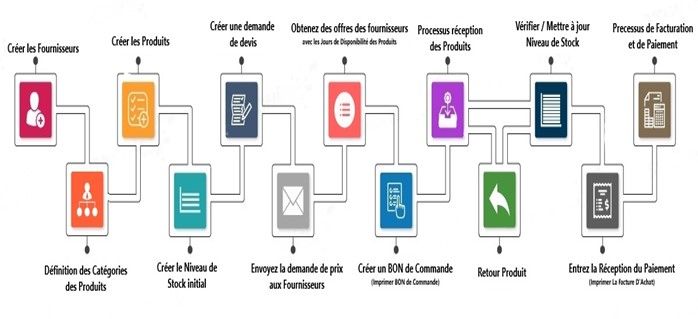 Créer les Fournisseurs
Créer les Produits
Créer une demande
de devis
Obtenez des offres des fournisseurs
avec les Jours de Disponibilité des Produits
Processus réception
des Produits
Vérifier / Mettre à jour
Niveau de Stock
Precessus de Facturation
et de Paiement
Définition des Catégories
des Produits
Créer le Niveau de
Stock initial
Envoyez la demande de prix
aux Fournisseurs
Créer un BON de Commande
(Imprimer BON de Commande)
Retour Produit
Entrez la Réception du Paiement
(Imprimer La Facture D'Achat)